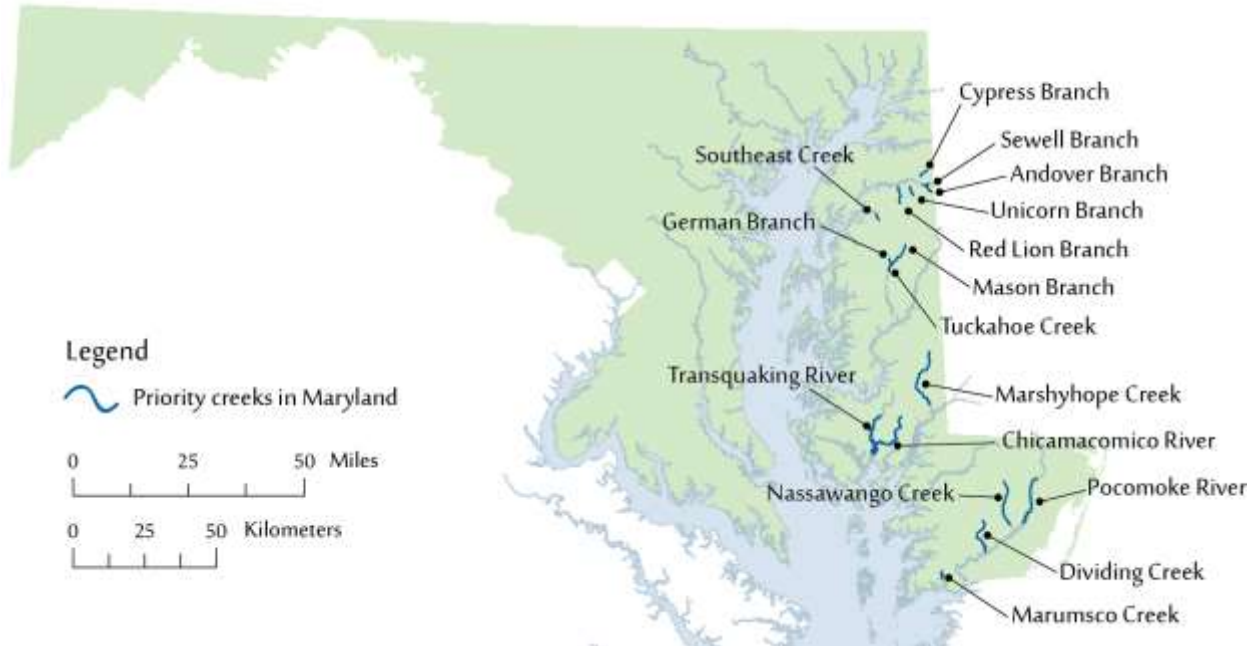 Cypress Branch
Sewell Branch
Southeast Creek
Andover Branch
Unicorn Branch
German Branch
Red Lion Branch
Mason Branch
Tuckahoe Creek
Legend
Transquaking River
Priority creeks in Maryland
Marshyhope Creek
Chicamacomico River
0 25 50 Miles
Nassawango Creek
Pocomoke River
0 25 50 Kilometers
Dividing Creek
Marumsco Creek